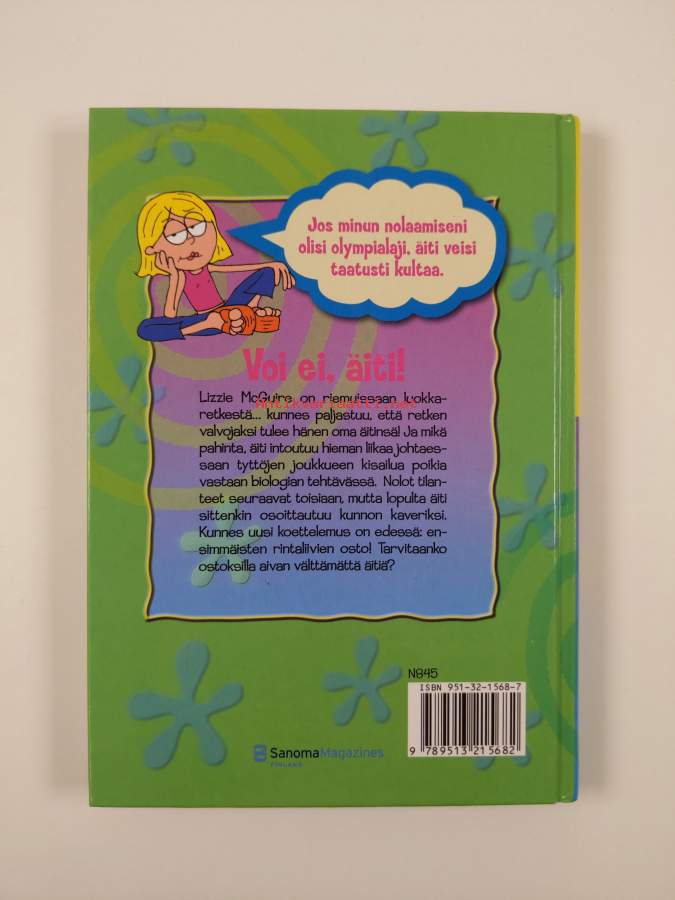 Jos minun nolaamiseni
olisi olympialaji, äiti veisi
taatusti kultaa.
Voi ei, äiti!
Lizzie McGuire on riemuissaan luokka-
Antikvariaatti.net
retkestä... kunnes paljastuu, että retken
valvojaksi tulee hänen oma äitinsä! Ja mikä
pahinta, äiti intoutuu hieman liikaa johtaes-
saan tyttöjen joukkueen kisailua poikia
vastaan biologian tehtävässä. Nolot tilan-
teet seuraavat toisiaan, mutta lopulta äiti
sittenkin osoittautuu kunnon kaveriksi.
Kunnes uusi koettelemus on edessä: en-
simmäisten rintaliivien osto! Tarvitaanko
ostoksilla aivan välttämättä äitiä?
N845
ISBN 951-32-1568-7
9 789513 215682
SanomaMagazines
FINLAND